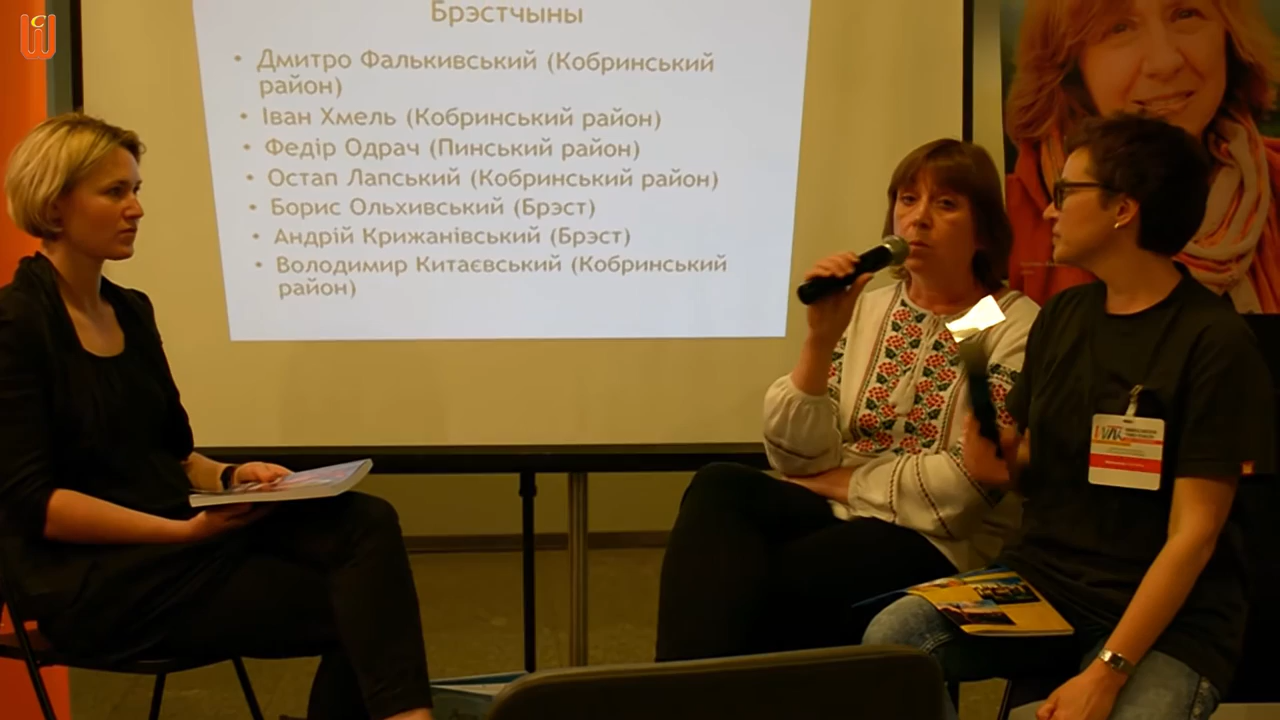 Брэстчыны
• Дмитро Фалькивський (Кобринський
район)
• Іван Хмель (Кобринський район)
• Федір Одрач (Пинський район)
• Остап Лапський (Кобринський район)
• Борис Ольхивський (Брэст)
• Андрій Крижанівський (Брэст)
• Володимир Китаєвський (Кобринський
район)